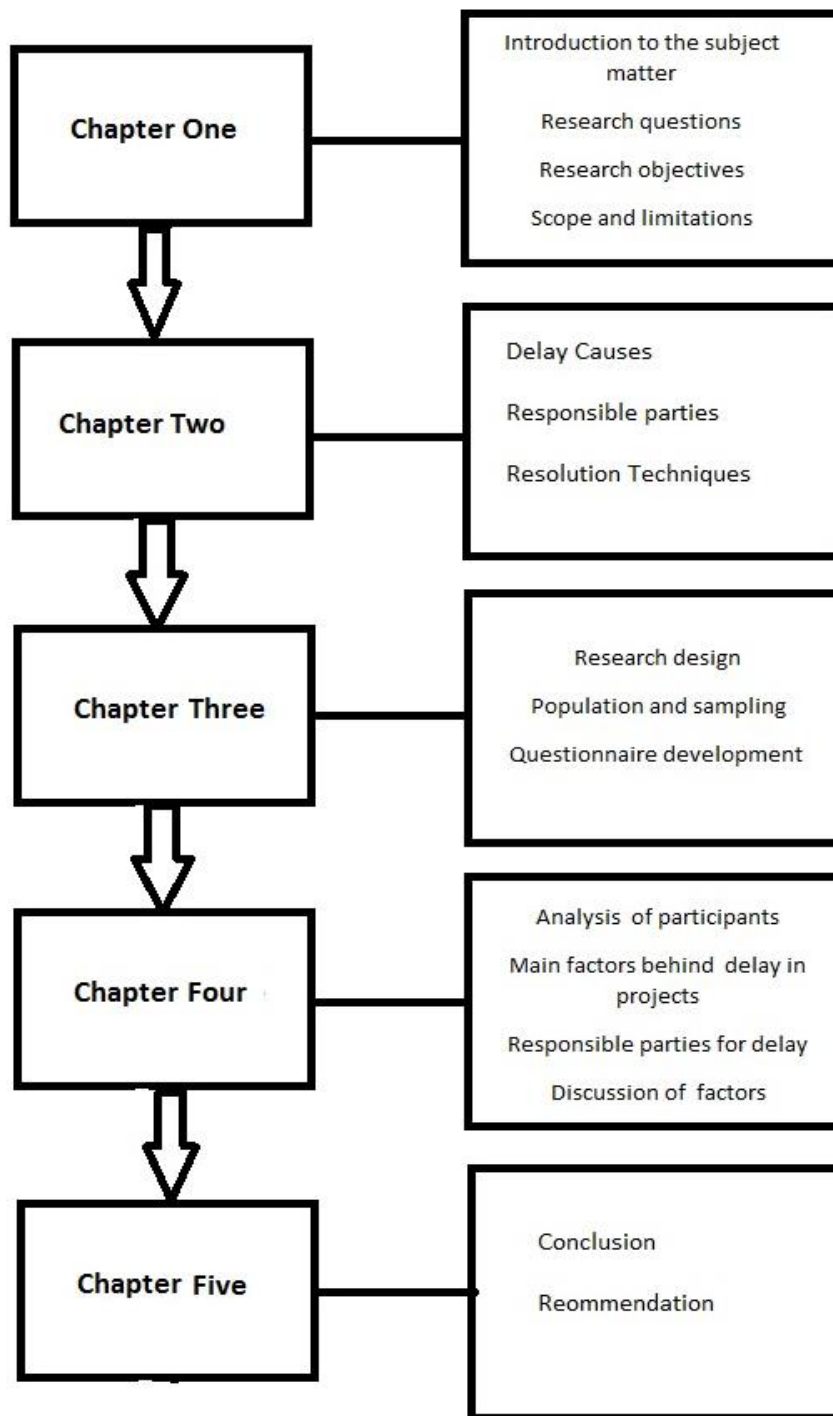 Chapter One
Introduction to the subject
matter
Research questions
Research objectives
Scope and limitations
Chapter Two
Delay Causes
Responsible parties
Resolution Techniques
Chapter Three
Research design
Population and sampling
Questionnaire development
Chapter Four
Analysis of participants
Main factors behind delay in
projects
Responsible parties for delay
Discussion of factors
Chapter Five
Conclusion
Reommendation